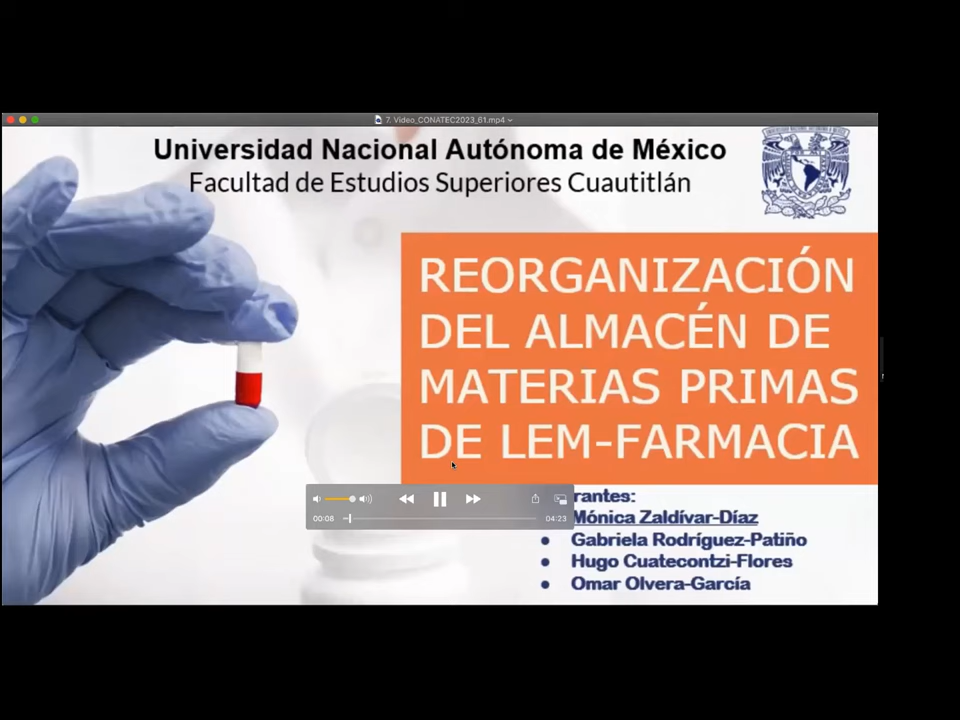 7. Video_CONATEC2023_61.mp4
Universidad Nacional Autónoma de México
Facultad de Estudios Superiores Cuautitlán
REORGANIZACIÓN
DEL ALMACÉN DE
MATERIAS PRIMAS
DE LEM-FARMACIA
rantes:
Mónica Zaldívar-Díaz
Gabriela Rodríguez-Patiño
Hugo Cuatecontzi-Flores
Omar Olvera-García
00:08
04:23